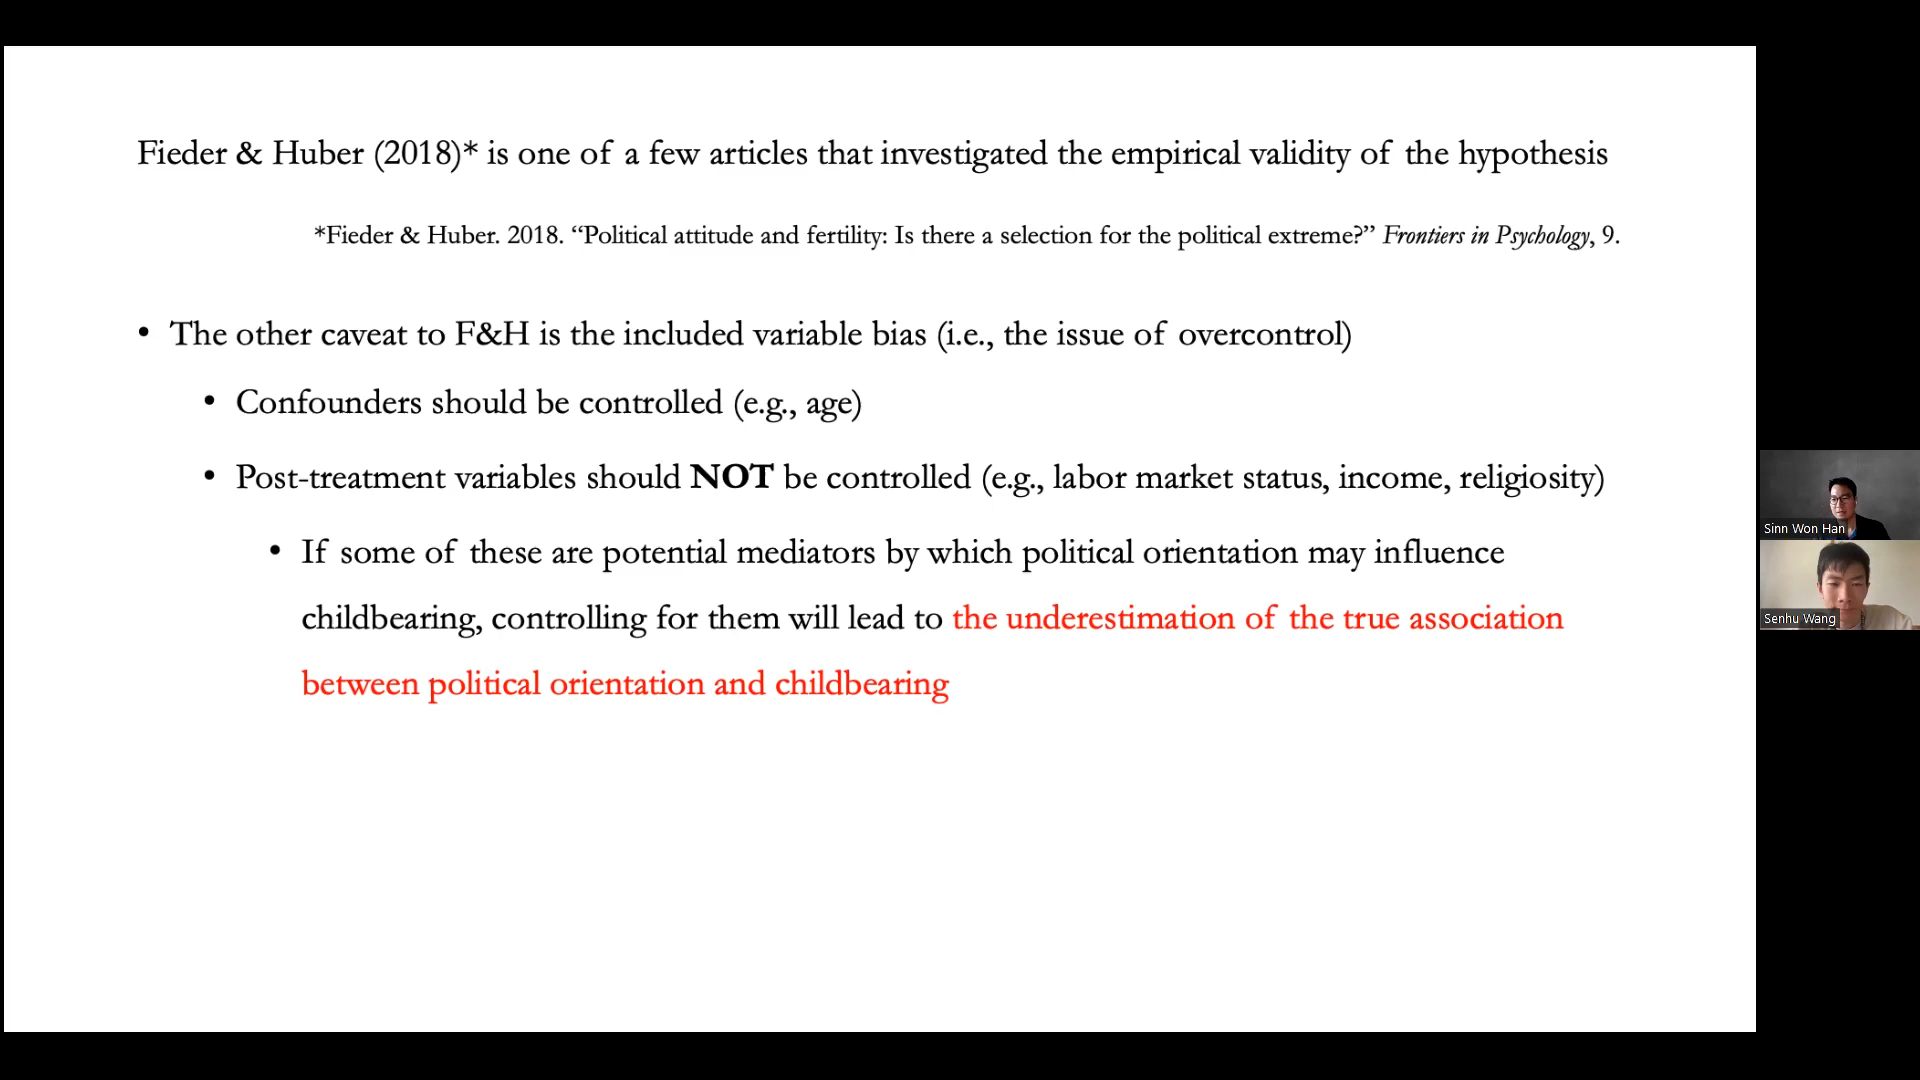 Fieder & Huber (2018)* is one of a few articles that investigated the empirical validity of the hypothesis
*Fieder & Huber. 2018. “Political attitude and fertility: Is there a selection for the political extreme?” Frontiers in Psychology, 9.
• The other caveat to F&H is the included variable bias (i.e., the issue of overcontrol)
• Confounders should be controlled (e.g., age)
• Post-treatment variables should NOT be controlled (e.g., labor market status, income, religiosity)
• If some of these are potential mediators by which political orientation may influence
childbearing, controlling for them will lead to the underestimation of the true association
between political orientation and childbearing
Sinn Won Han
Senhu Wang